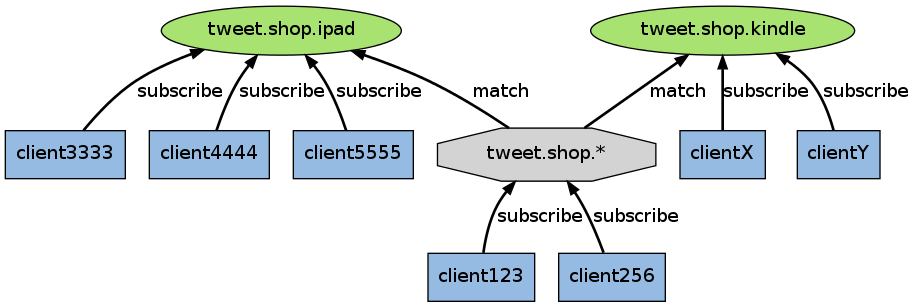 tweet.shop.ipad
tweet.shop.kindle
subscribe
subscribe
subscribe
match
match
subscribe
subscribe
client3333
client4444
client5555
tweet.shop.*
clientX
clientY
subscribe
subscribe
client123
client256